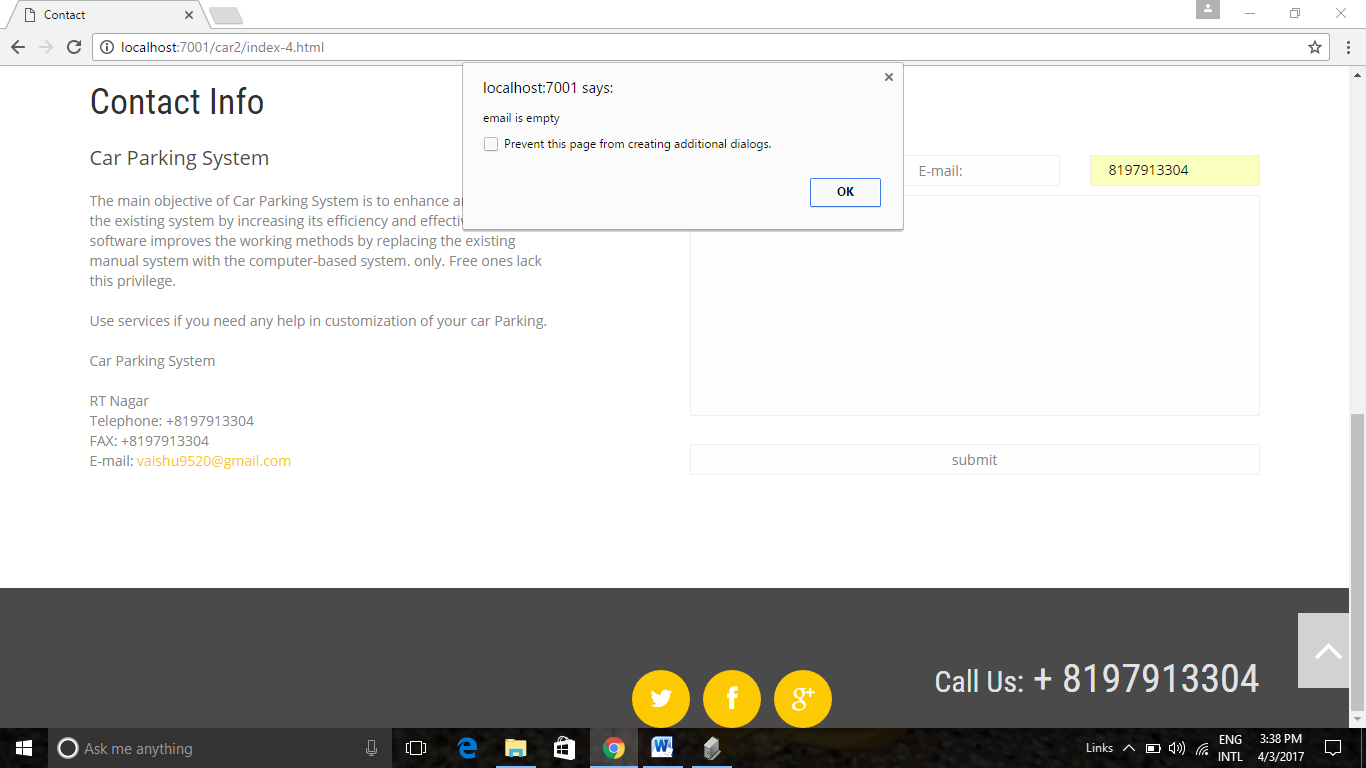 Contact
localhost:7001/car2/index-4.html
localhost:7001 says:
email is empty
Prevent this page from creating additional dialogs.
OK
Contact Info
Car Parking System
The main objective of Car Parking System is to enhance a
the existing system by increasing its efficiency and effecti
software improves the working methods by replacing the existing
manual system with the computer-based system. only. Free ones lack
this privilege.
Use services if you need any help in customization of your car Parking.
Car Parking System
RT Nagar
Telephone: +8197913304
FAX: +8197913304
E-mail: vaishu9520@gmail.com
E-mail:
8197913304
submit
Call Us: + 8197913304
Ask me anything
Links
ENG
INTL
3:38 PM
4/3/2017